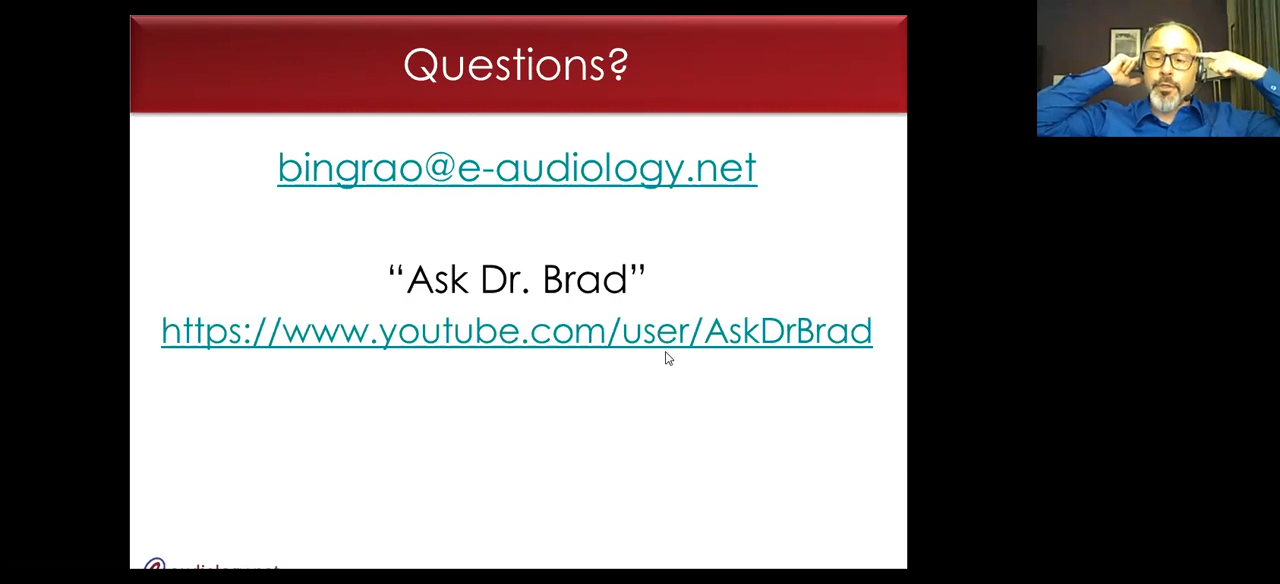 Questions?
bingrao@e-audiology.net
“Ask Dr. Brad”
https://www.youtube.com/user/AskDrBrad